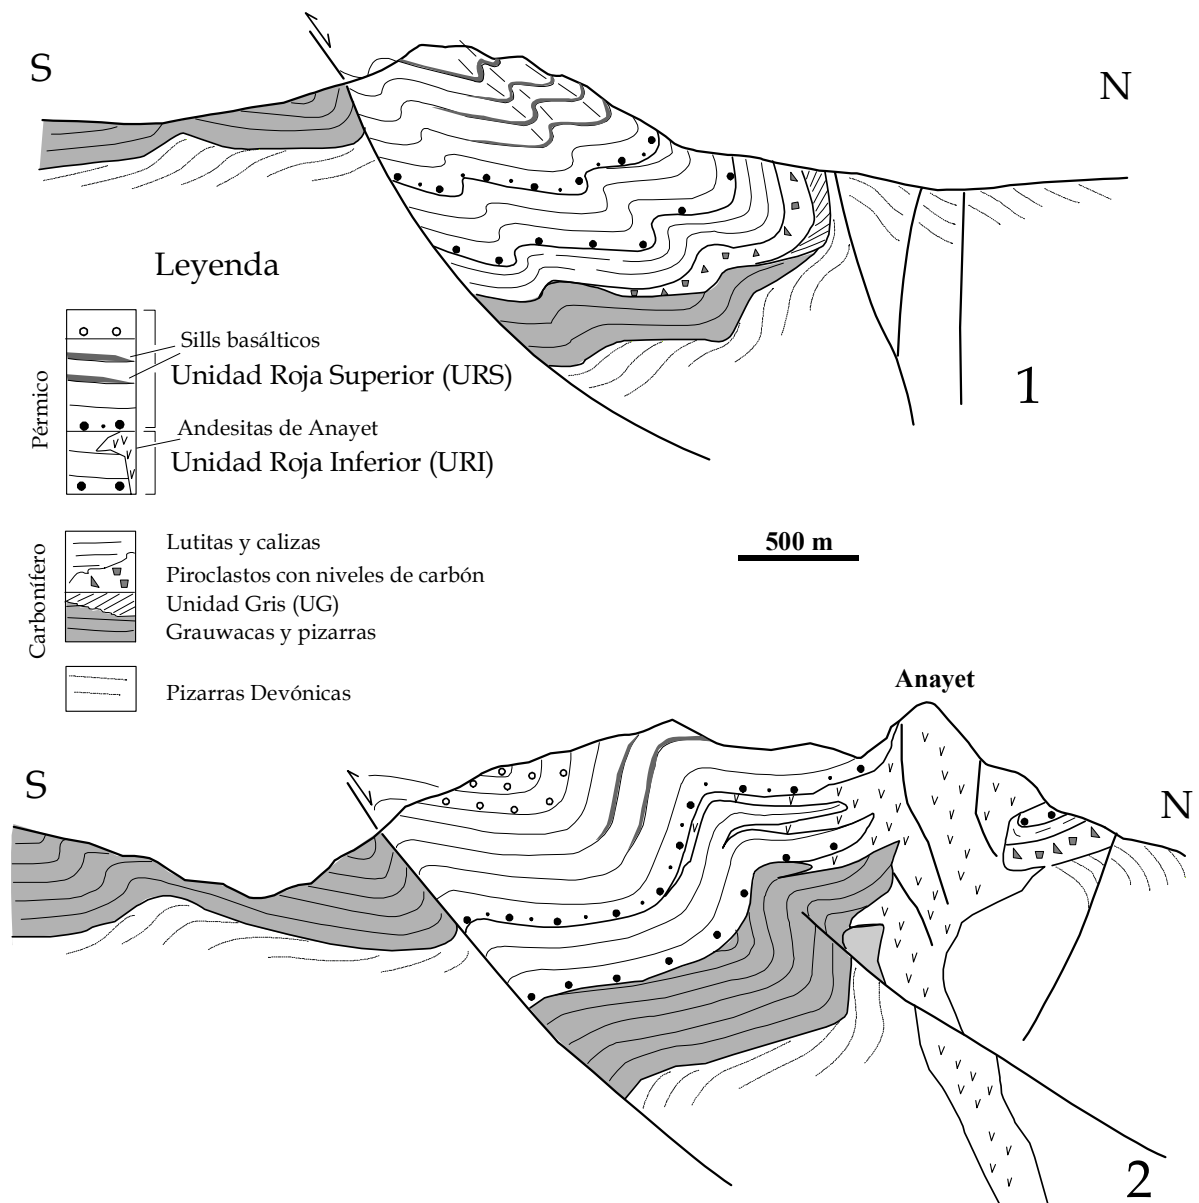 S
N
Leyenda
Sills basálticos
Unidad Roja Superior (URS)
Pérmico
Andesitas de Anayet
Unidad Roja Inferior (URI)
1
500 m
Carbonífero
Lutitas y calizas
Piroclastos con niveles de carbón
Unidad Gris (UG)
Grauwacas y pizarras
Pizarras Devónicas
Anayet
S
N
2